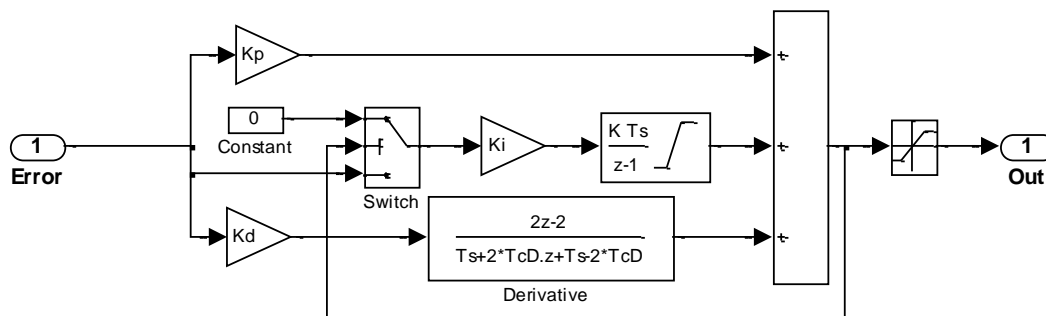 Kp
+
0
Constant
1
Error
Switch
Ki
K Ts
z-1
+
1
Out
Kd
2z-2
Ts+2*TcD.z+Ts-2*TcD
+
Derivative